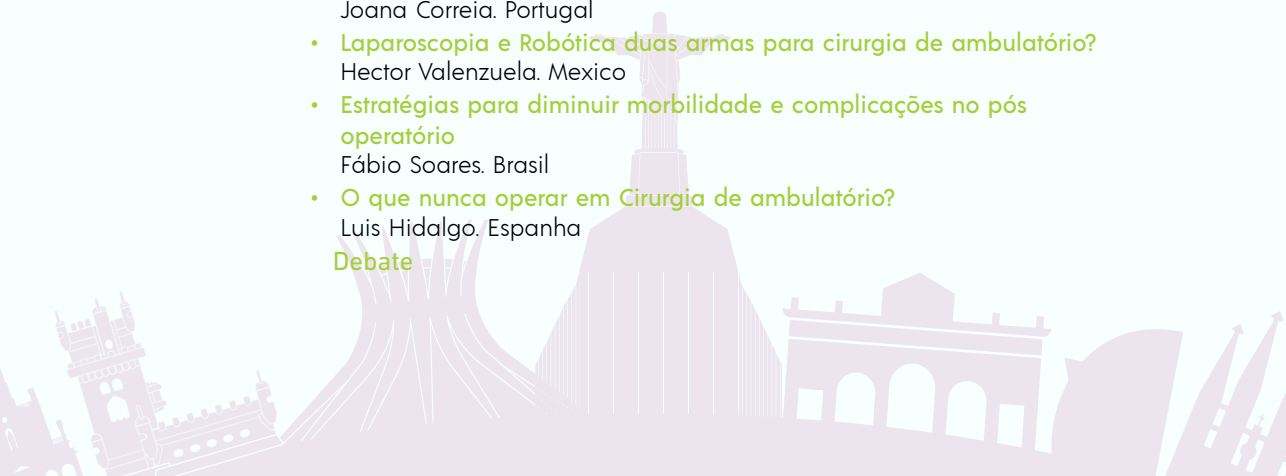 Joana Correia. Portugal
• Laparoscopia e Robótica duas armas para cirurgia de ambulatório?
Hector Valenzuela. Mexico
• Estratégias para diminuir morbilidade e complicações no pós
operatório
Fábio Soares. Brasil
• O que nunca operar em Cirurgia de ambulatório?
Luis Hidalgo. Espanha
Debate